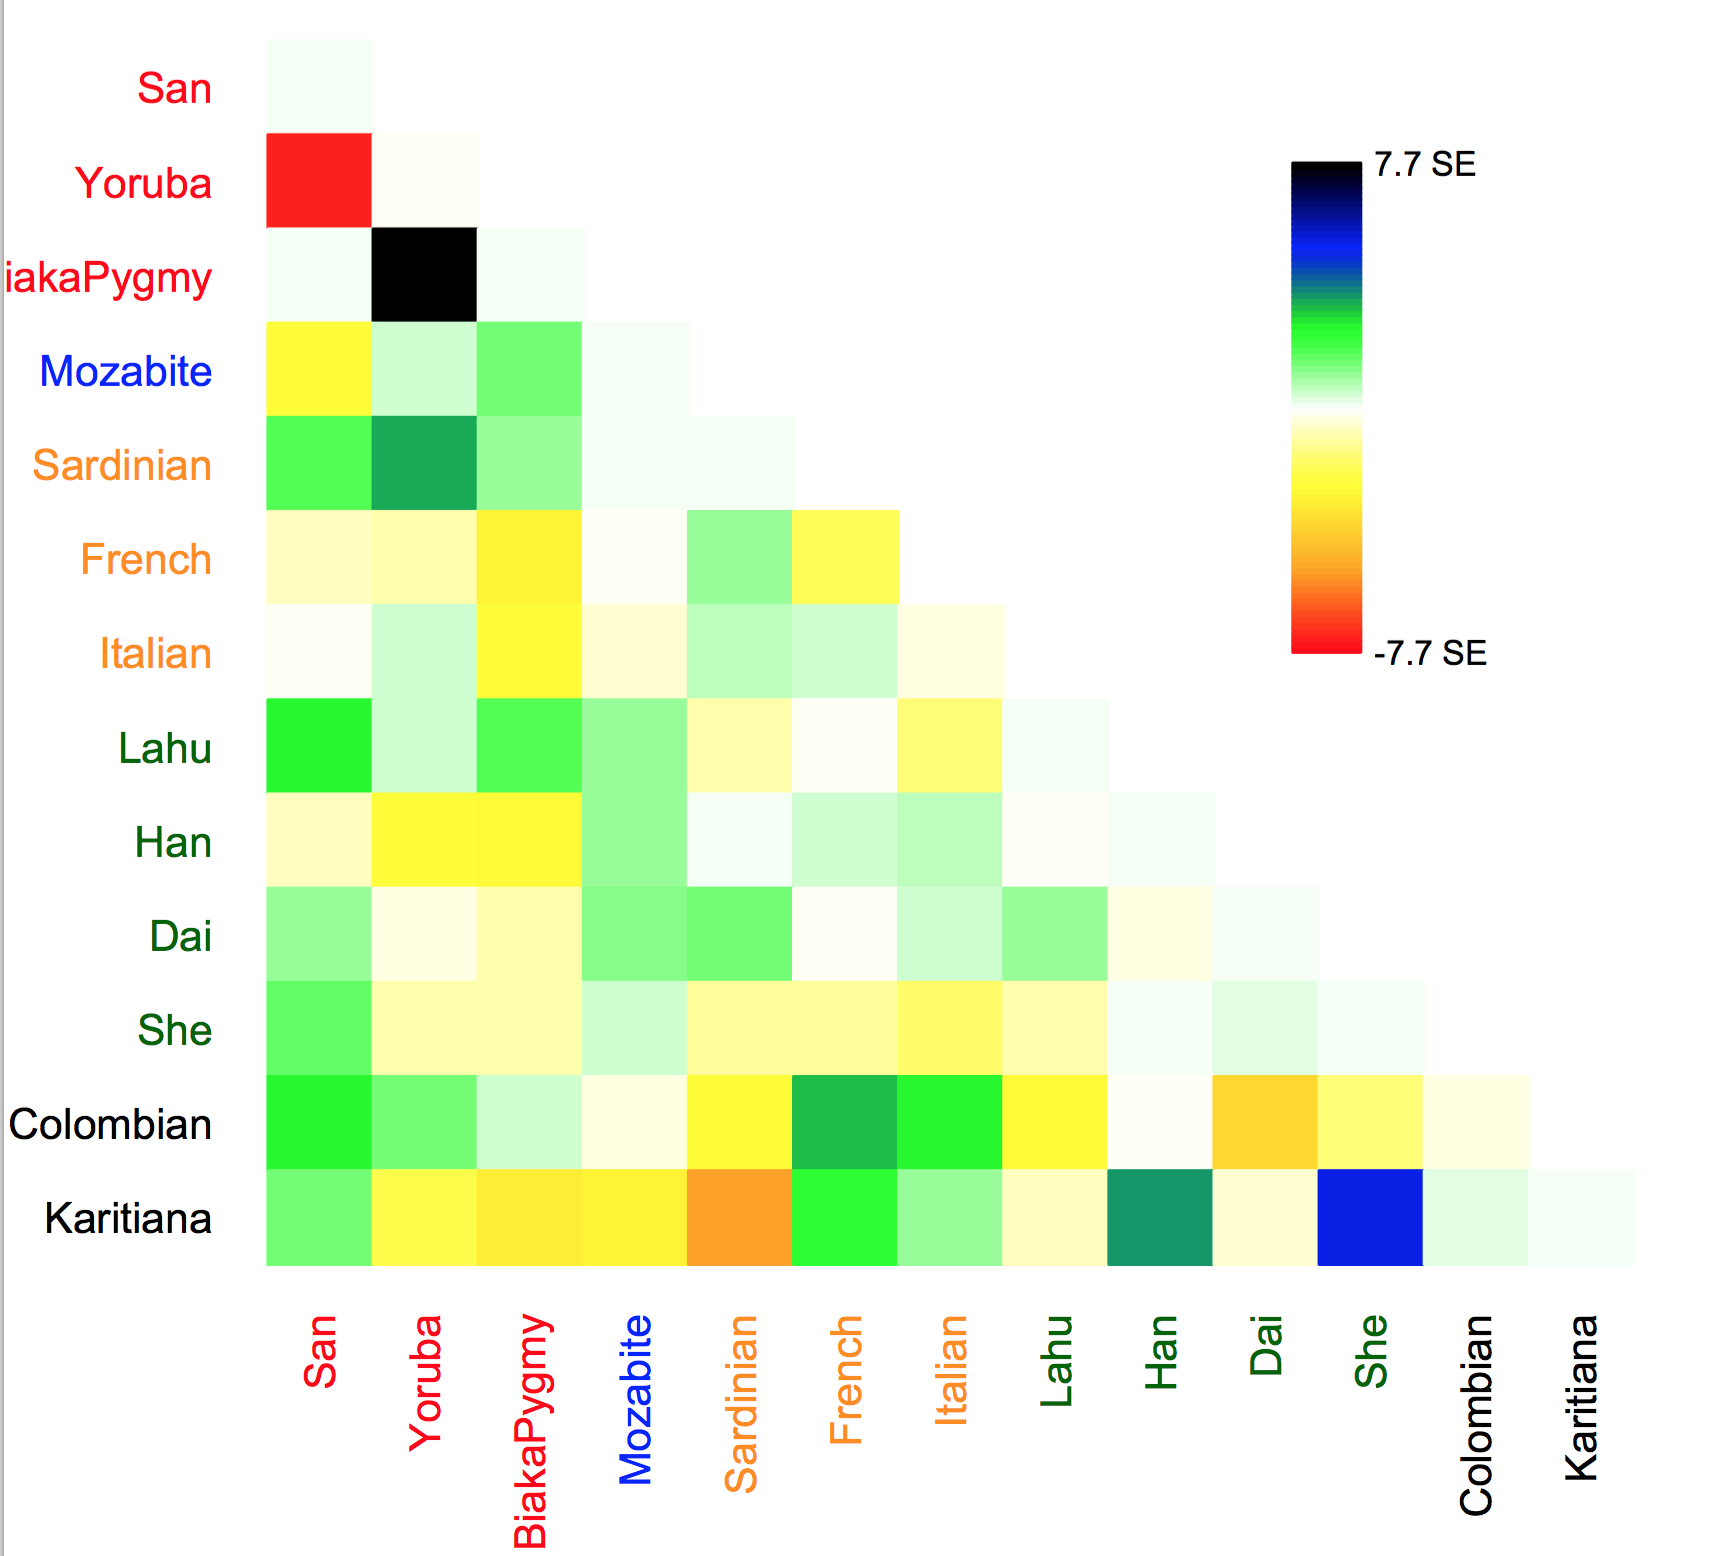 San
Yoruba
iakaPygmy
Mozabite
Sardinian
French
Italian
Lahu
Han
Dai
She
Colombian
Karitiana
7.7 SE
-7.7 SE
San
Yoruba
BiakaPygmy
Mozabite
Sardinian
French
Italian
Lahu
Han
Dai
She
Colombian
Karitiana